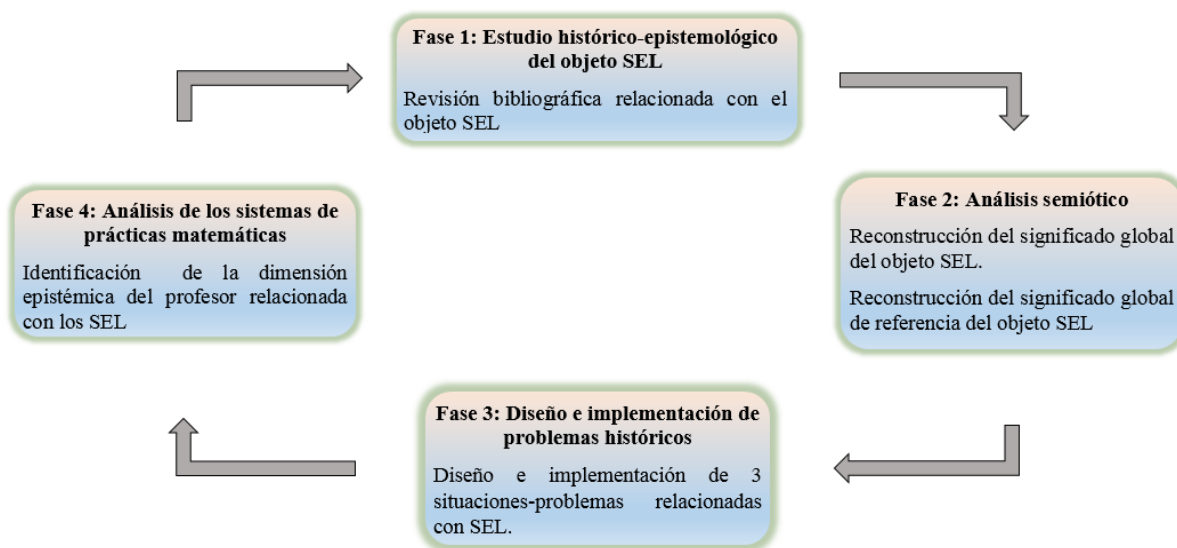 Fase 1: Estudio histórico-epistemológico
del objeto SEL
Revisión bibliográfica relacionada con el
objeto SEL
Fase 2: Análisis semiótico
Reconstrucción del significado global
del objeto SEL.
Reconstrucción del significado global
de referencia del objeto SEL
Fase 3: Diseño e implementación de
problemas históricos
Diseño e implementación de 3
situaciones-problemas relacionadas
con SEL.
Fase 4: Análisis de los sistemas de
prácticas matemáticas
Identificación de la dimensión
epistémica del profesor relacionada
con los SEL